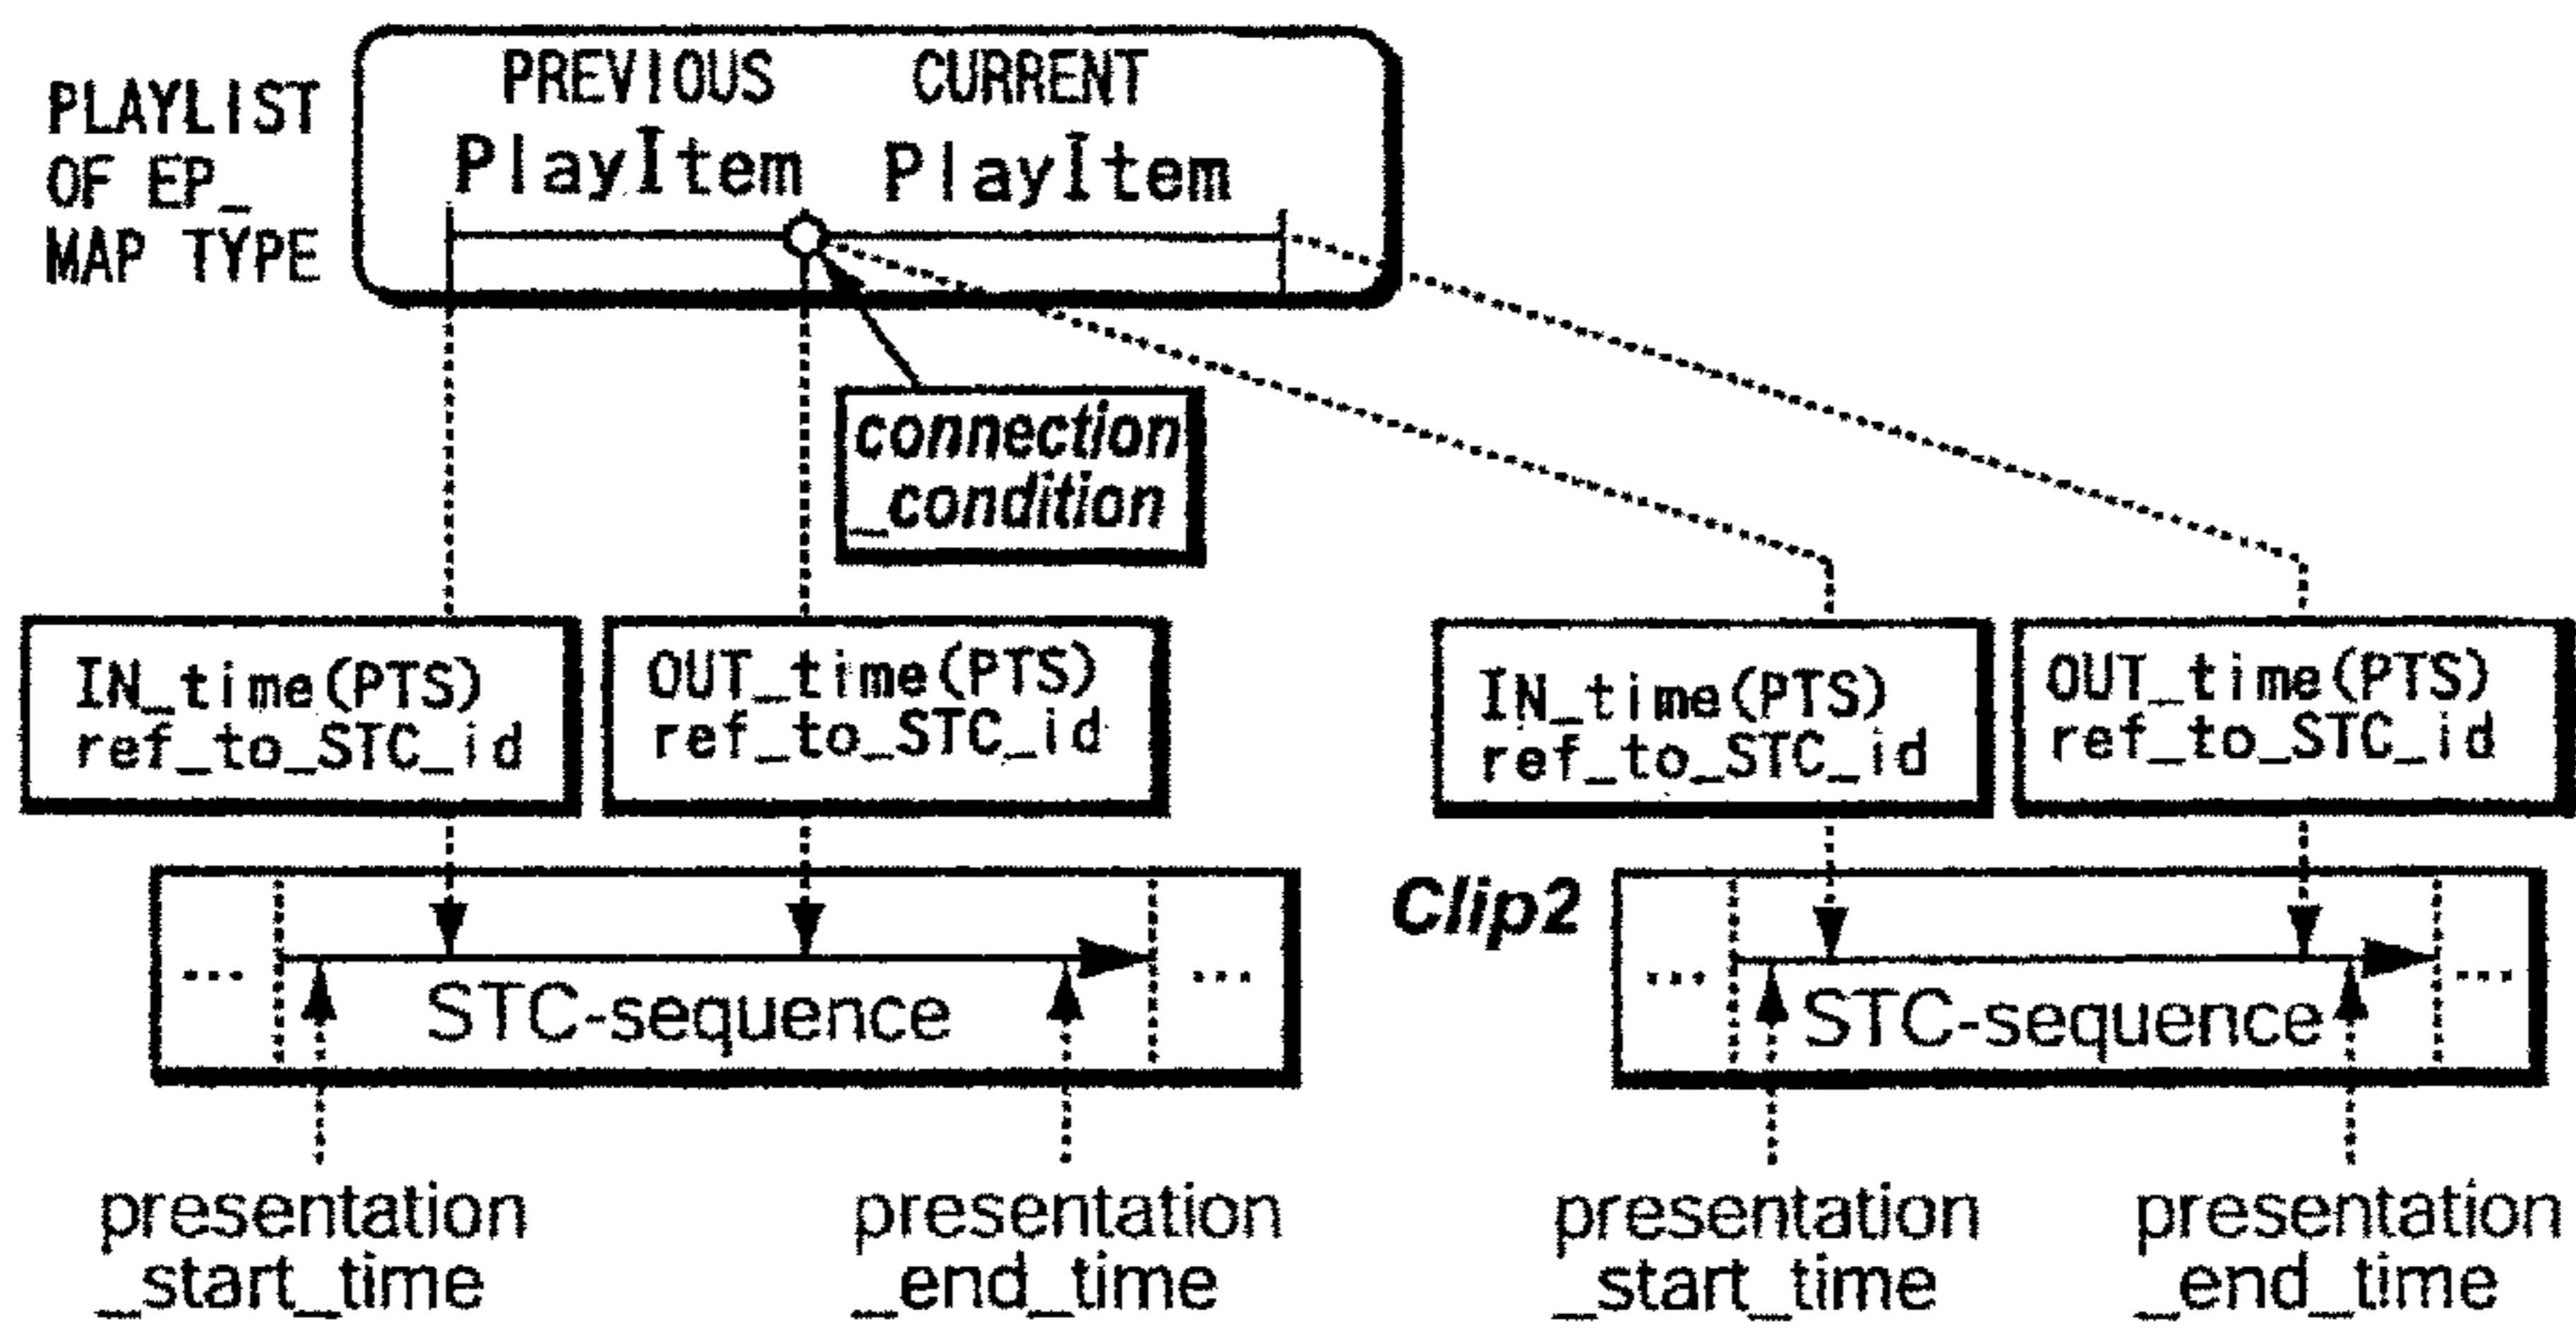 PLAYLIST
OF EP_
MAP TYPE
PREVIOUS CURRENT
PlayItem PlayItem
connection
_condition
IN_time(PTS)
ref_to_STC_id
OUT_time(PTS)
ref_to_STC_id
IN_time(PTS)
ref_to_STC_id
OUT_time(PTS)
ref_to_STC_id
...
STC-sequence
...
Clip2
...
STC-sequence
...
presentation
_start_time
presentation
_end_time
presentation
_start_time
presentation
_end_time